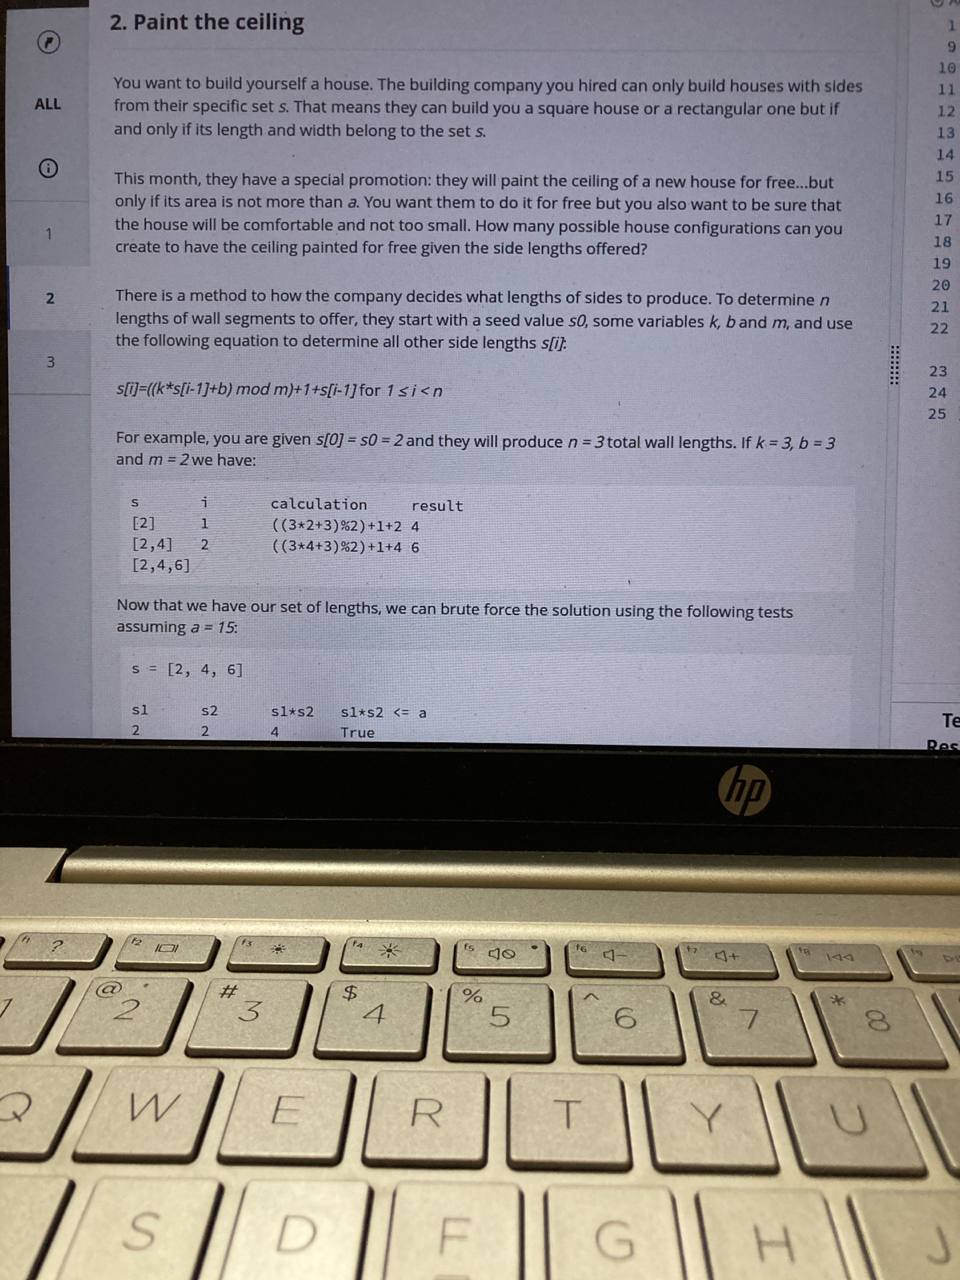 2. Paint the ceiling
ALL
1
2
3
You want to build yourself a house. The building company you hired can only build houses with sides
from their specific set s. That means they can build you a square house or a rectangular one but if
and only if its length and width belong to the set s.
This month, they have a special promotion: they will paint the ceiling of a new house for free...but
only if its area is not more than a. You want them to do it for free but you also want to be sure that
the house will be comfortable and not too small. How many possible house configurations can you
create to have the ceiling painted for free given the side lengths offered?
There is a method to how the company decides what lengths of sides to produce. To determine n
lengths of wall segments to offer, they start with a seed value s0, some variables k, b and m, and use
the following equation to determine all other side lengths s[i]:
s[i]=((k*s[i-1]+b) mod m)+1+s[i-1] for 1 ≤ i < n
For example, you are given s[0] = s0 = 2 and they will produce n = 3 total wall lengths. If k = 3, b = 3
and m = 2 we have:
s i calculation result
[2] 1 ((3*2+3)%2)+1+2 4
[2,4] 2 ((3*4+3)%2)+1+4 6
[2,4,6]
Now that we have our set of lengths, we can brute force the solution using the following tests
assuming a = 15:
s = [2, 4, 6]
s1 s2 s1*s2 s1*s2 <= a
2 2 4 True
1
9
10
11
12
13
14
15
16
17
18
19
20
21
22
23
24
25
Te
Res
hp
f1 ? f2 f3 f4 f5 f6 f7 f8 f9
@ 2 # 3 $ 4 % 5 ^ 6 & 7 * 8
Q W E R T Y U
S D F G H J